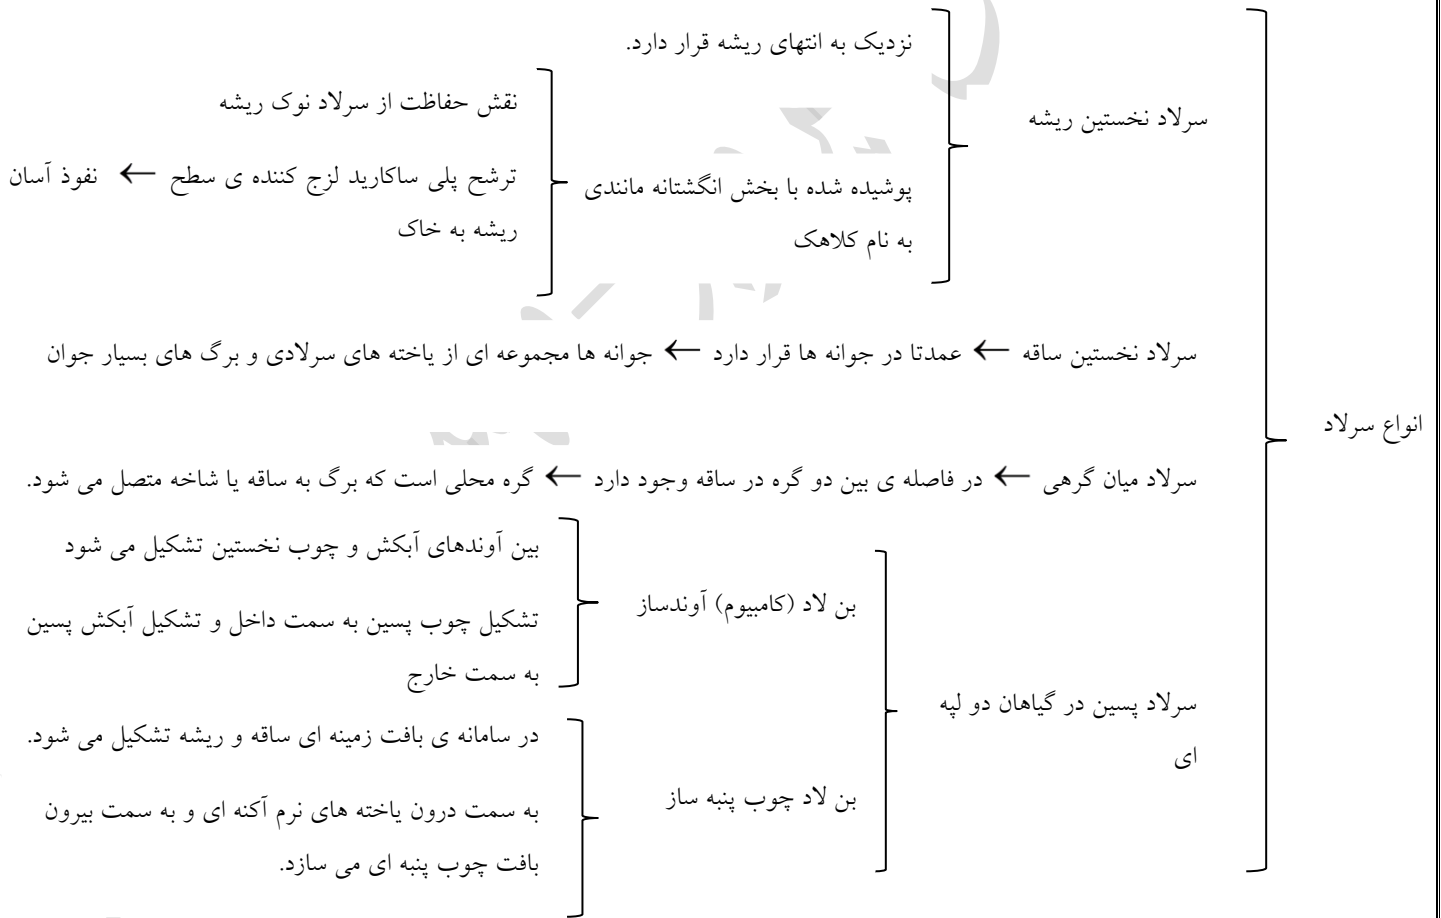 انواع سرلاد
سرلاد نخستین ریشه
نزدیک به انتهای ریشه قرار دارد.
پوشیده شده با بخش انگشتانه مانندی
به نام کلاهک
نقش حفاظت از سرلاد نوک ریشه
ترشح پلی ساکارید لزج کننده ی سطح ← نفوذ آسان
ریشه به خاک
سرلاد نخستین ساقه ← عمدتا در جوانه ها قرار دارد ← جوانه ها مجموعه ای از یاخته های سرلادی و برگ های بسیار جوان
سرلاد میان گرهی ← در فاصله ی بین دو گره در ساقه وجود دارد ← گره محلی است که برگ به ساقه یا شاخه متصل می شود.
سرلاد پسین در گیاهان دو لپه
ای
بن لاد (کامبیوم) آوندساز
بین آوندهای آبکش و چوب نخستین تشکیل می شود
تشکیل چوب پسین به سمت داخل و تشکیل آبکش پسین
به سمت خارج
بن لاد چوب پنبه ساز
در سامانه ی بافت زمینه ای ساقه و ریشه تشکیل می شود.
به سمت درون یاخته های نرم آکنه ای و به سمت بیرون
بافت چوب پنبه ای می سازد.